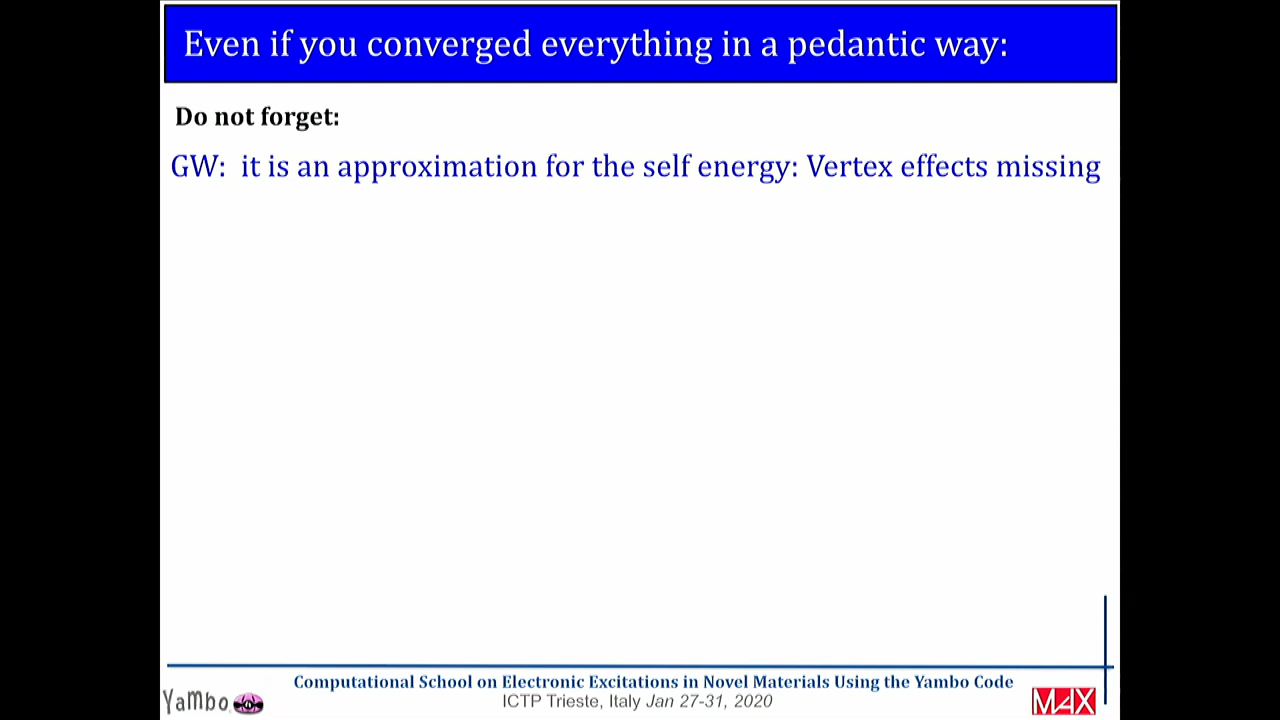 Even if you converged everything in a pedantic way:
Do not forget:
GW: it is an approximation for the self energy: Vertex effects missing
Computational School on Electronic Excitations in Novel Materials Using the Yambo Code
ICTP Trieste, Italy Jan 27-31, 2020
Yambo
MAX